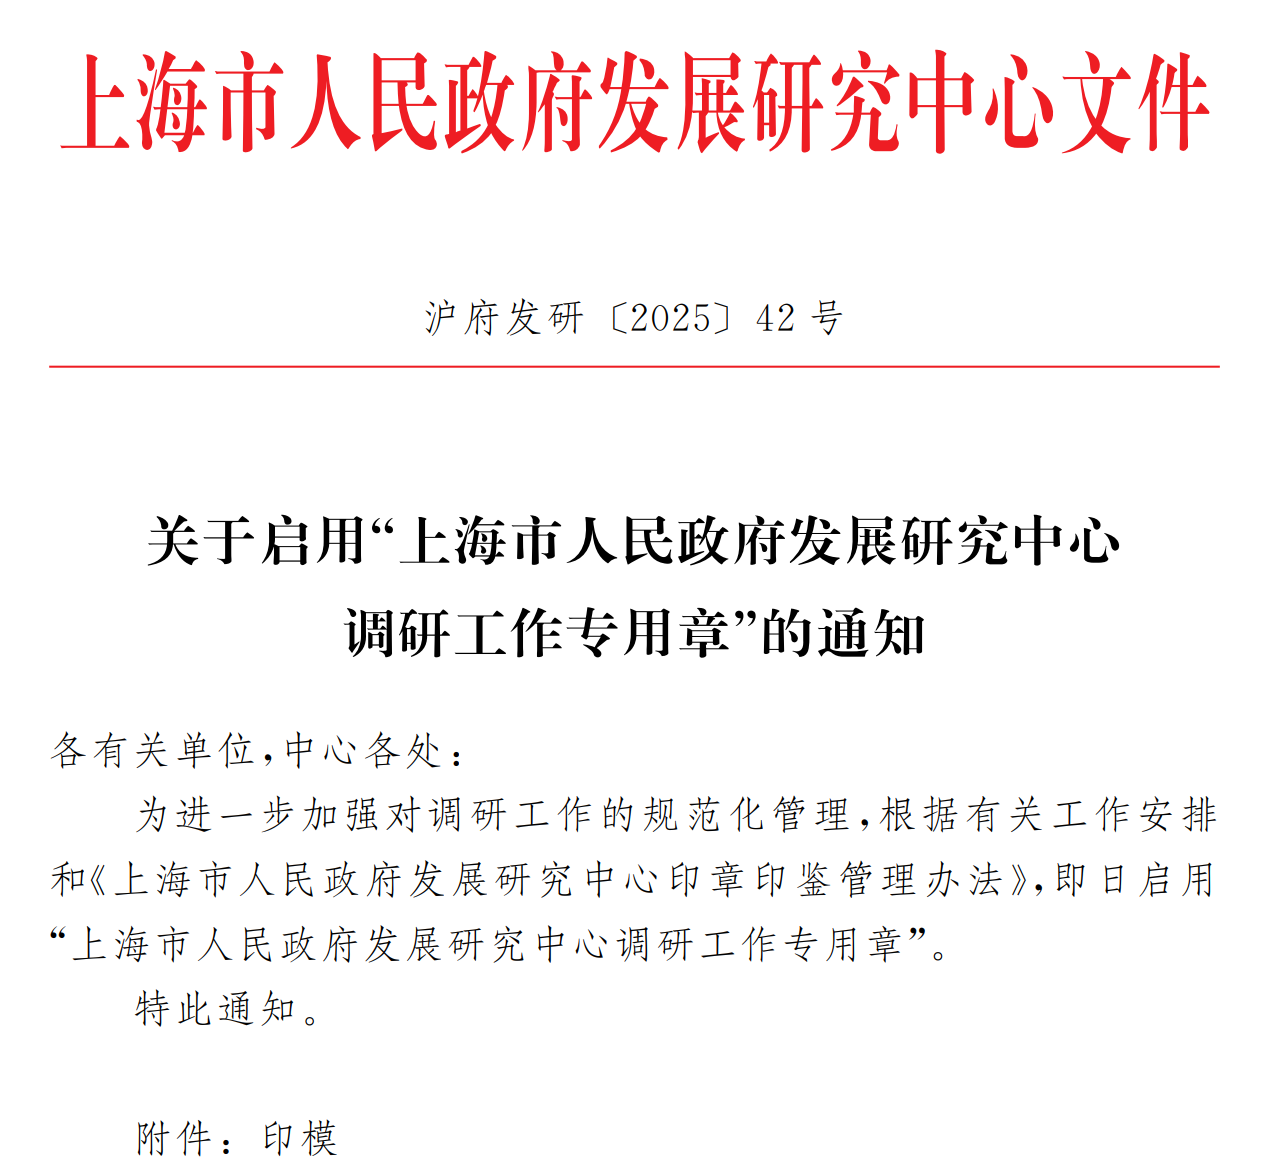 上海市人民政府发展研究中心文件
沪府发研〔2025〕42 号
关于启用“上海市人民政府发展研究中心
调研工作专用章”的通知
各有关单位,中心各处:
为进一步加强对调研工作的规范化管理,根据有关工作安排
和《上海市人民政府发展研究中心印章印鉴管理办法》,即日启用
“上海市人民政府发展研究中心调研工作专用章”。
特此通知。
附件: 印模